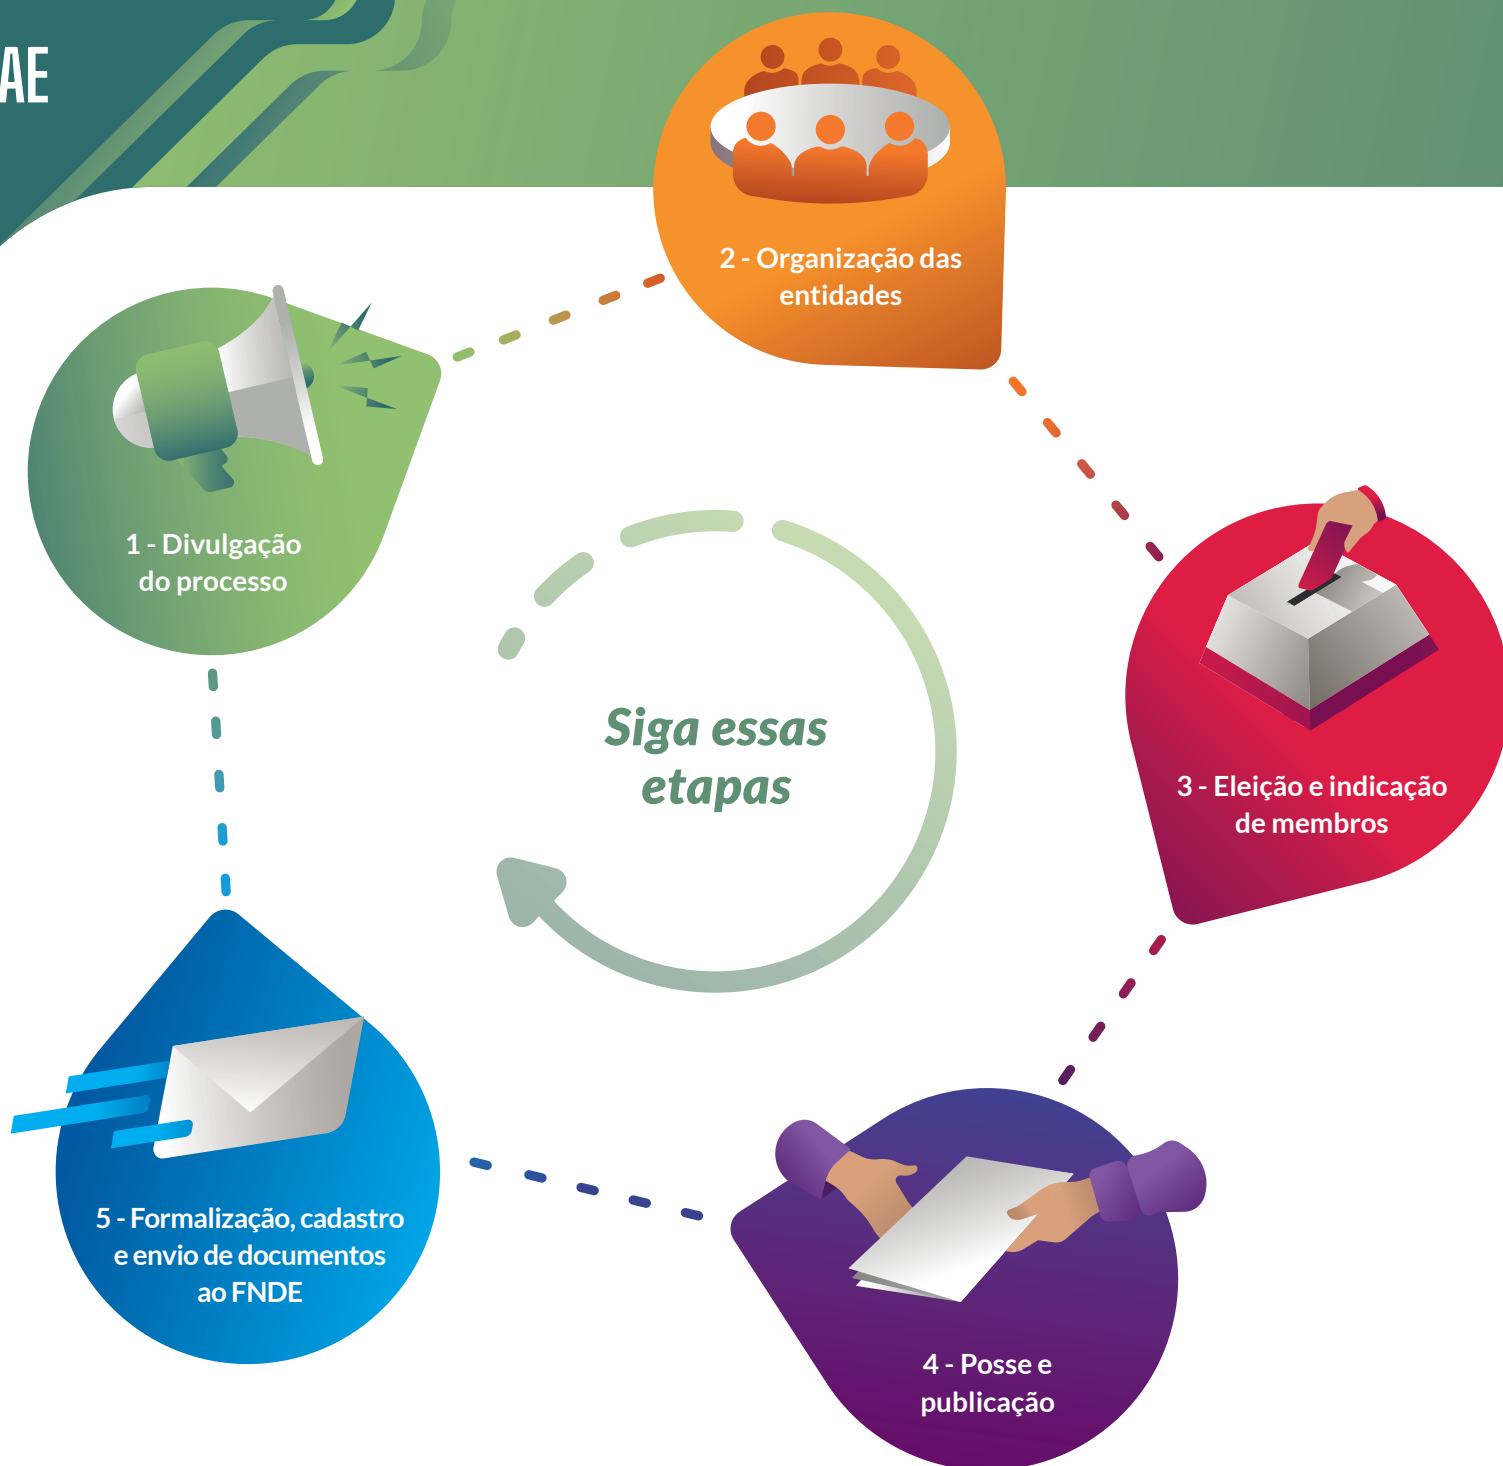 AE
2 - Organização das
entidades
1 - Divulgação
do processo
Siga essas
etapas
3 - Eleição e indicação
de membros
5 - Formalização, cadastro
e envio de documentos
ao FNDE
4 - Posse e
publicação